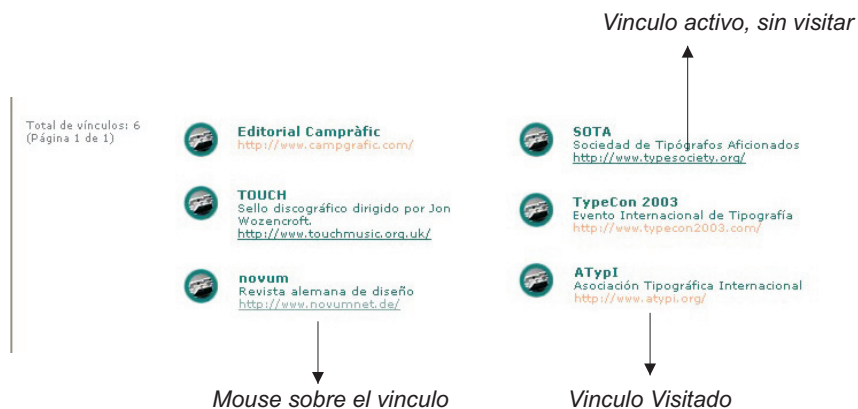 Vinculo activo, sin visitar
Total de vínculos: 6
(Página 1 de 1)
Editorial Campràfic
http://www.campgrafic.com/
TOUCH
Sello discográfico dirigido por Jon
Wozencroft.
http://www.touchmusic.org.uk/
novum
Revista alemana de diseño
http://www.novumnet.de/
SOTA
Sociedad de Tipógrafos Aficionados
http://www.typesociety.org/
TypeCon 2003
Evento Internacional de Tipografía
http://www.typecon2003.com/
ATypI
Asociación Tipográfica Internacional
http://www.atypi.org/
Mouse sobre el vinculo
Vinculo Visitado